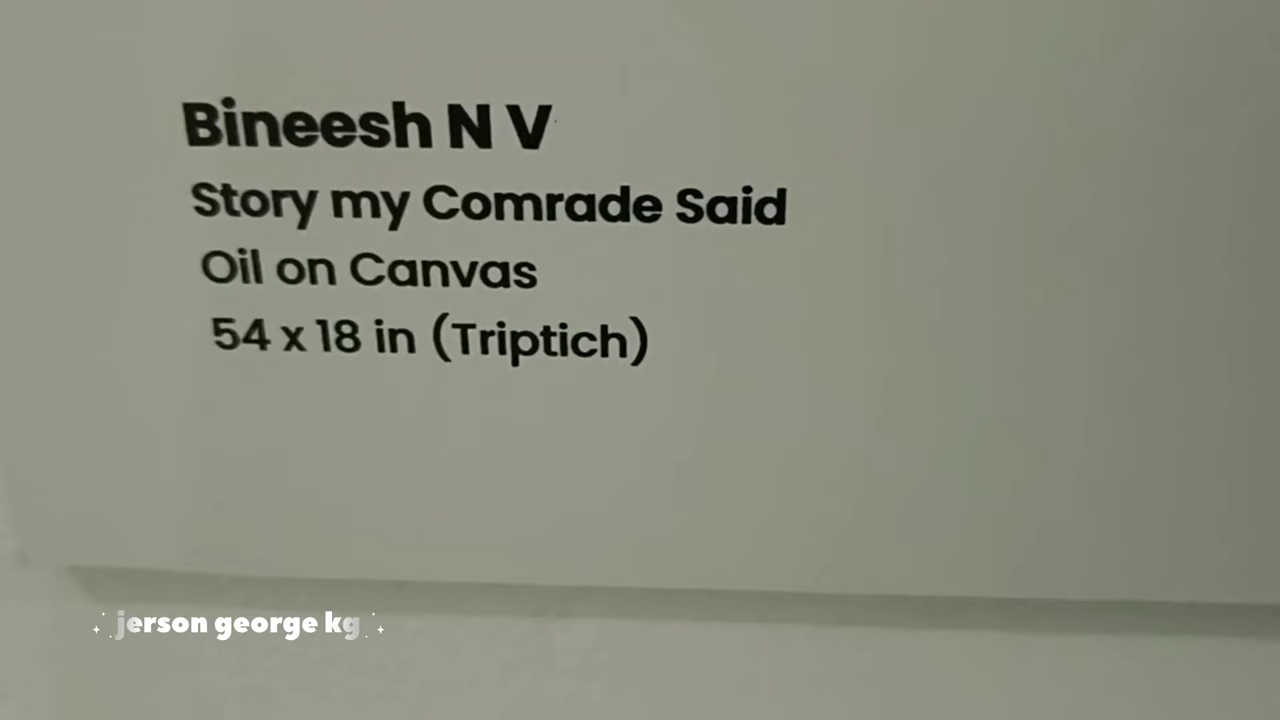 Bineesh N V
Story my Comrade Said
Oil on Canvas
54 x 18 in (Triptich)
jerson george kg